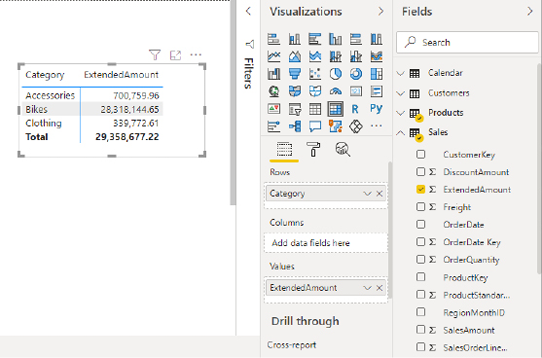 Category ExtendedAmount
Accessories 700,759.96
Bikes 28,318,144.65
Clothing 339,772.61
Total 29,358,677.22
Filters
Visualizations
R Py
Rows
Category
Columns
Add data fields here
Values
ExtendedAmount
Drill through
Cross-report
Fields
Search
Calendar
Customers
Products
Sales
CustomerKey
Σ DiscountAmount
Σ ExtendedAmount
Σ Freight
OrderDate
Σ OrderDate Key
Σ OrderQuantity
ProductKey
Σ ProductStandar...
RegionMonthID
Σ SalesAmount
Σ SalesOrderLine...